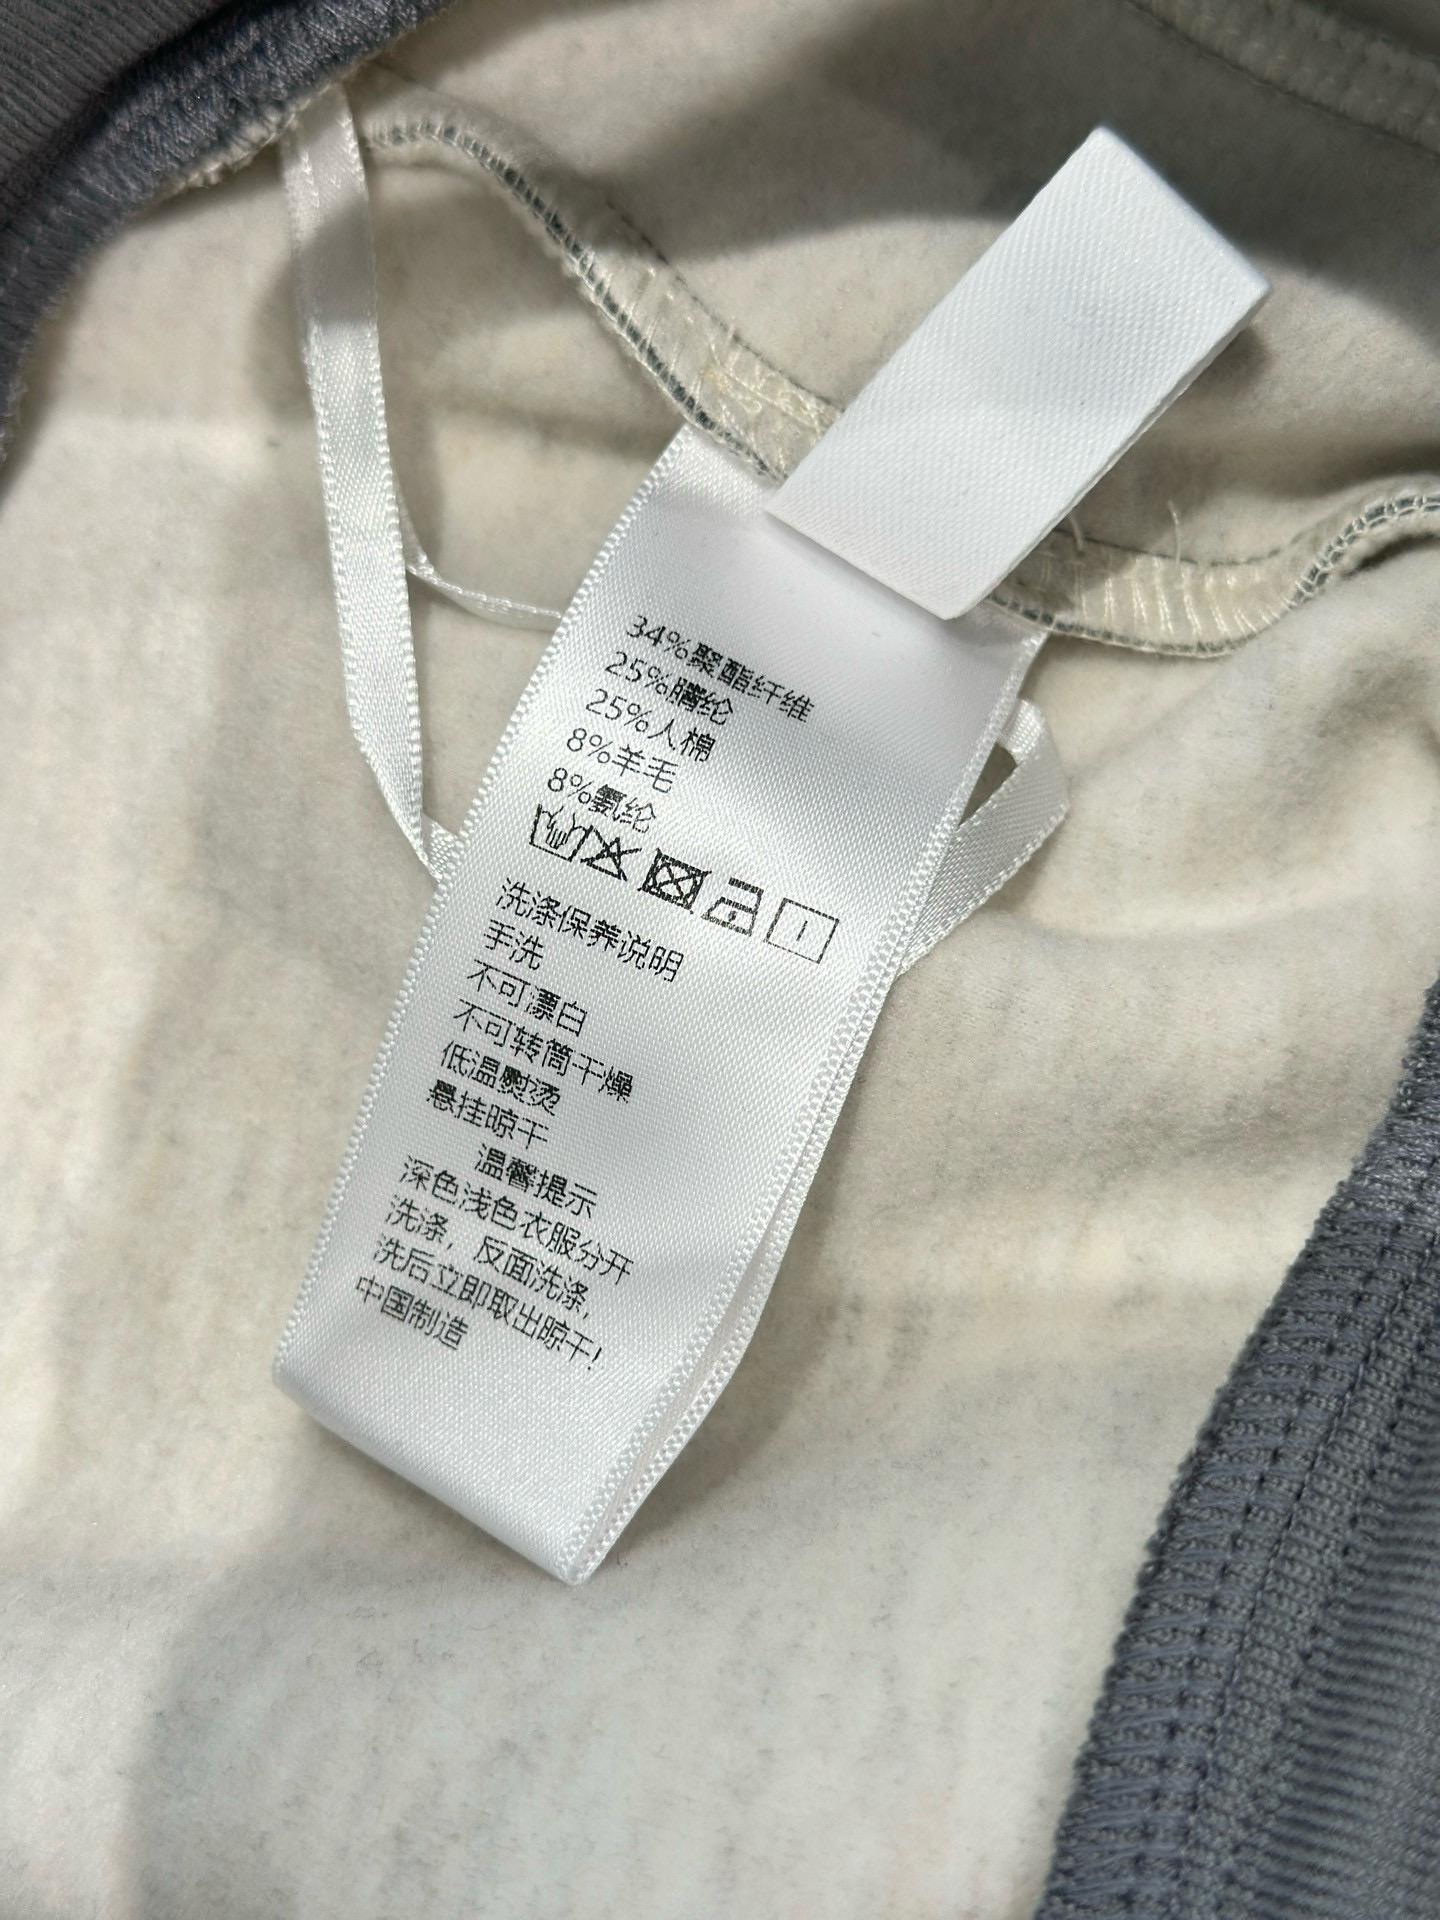 34%聚酯纤维
25%腈纶
25%人棉
8%羊毛
8%氨纶
洗涤保养说明
手洗
不可漂白
不可转筒干燥
低温熨烫
悬挂晾干
温馨提示
深色浅色衣服分开
洗涤，反面洗涤，
洗后立即取出晾干！
中国制造